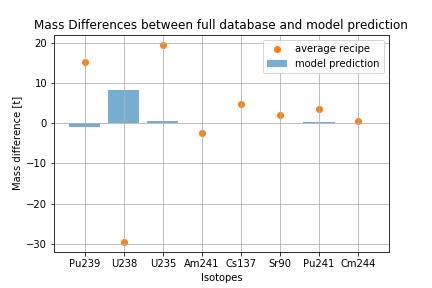 Mass Differences between full database and model prediction
average recipe
model prediction
Mass difference [t]
20
10
0
−10
−20
−30
Pu239 U238 U235 Am241 Cs137 Sr90 Pu241 Cm244
Isotopes